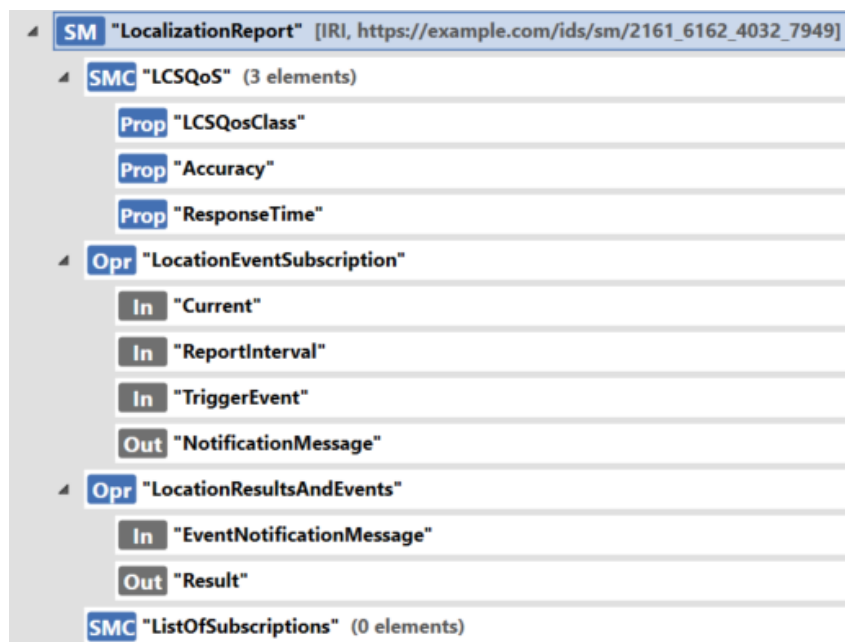 SM "LocalizationReport" [IRI, https://example.com/ids/sm/2161_6162_4032_7949]
SMC "LCSQoS" (3 elements)
Prop "LCSQosClass"
Prop "Accuracy"
Prop "ResponseTime"
Opr "LocationEventSubscription"
In "Current"
In "ReportInterval"
In "TriggerEvent"
Out "NotificationMessage"
Opr "LocationResultsAndEvents"
In "EventNotificationMessage"
Out "Result"
SMC "ListOfSubscriptions" (0 elements)